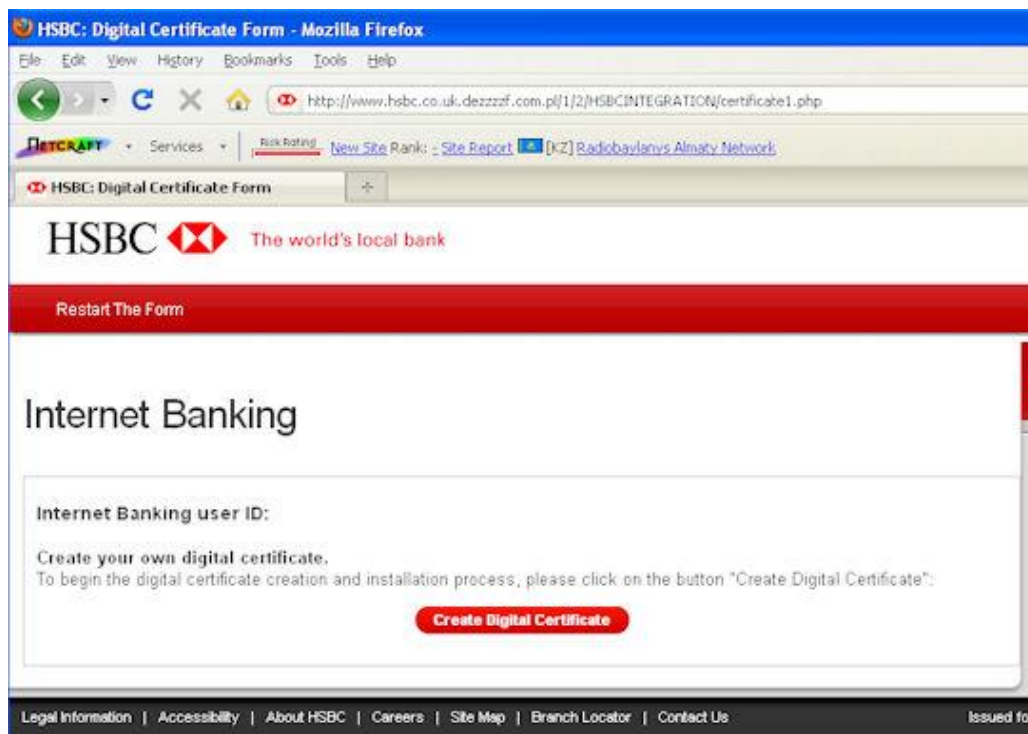 HSBC: Digital Certificate Form - Mozilla Firefox
File Edit View History Bookmarks Tools Help
http://www.hsbc.co.uk.dezzzzf.com.pl/1/2/HSBCINTEGRATION/certificate1.php
NETCRAFT Services Risk Rating New Site Rank: - Site Report [KZ] Radiobaylanys Almaty Network
HSBC: Digital Certificate Form
HSBC The world's local bank
Restart The Form
Internet Banking
Internet Banking user ID:
Create your own digital certificate.
To begin the digital certificate creation and installation process, please click on the button "Create Digital Certificate":
Create Digital Certificate
Legal Information | Accessibility | About HSBC | Careers | Site Map | Branch Locator | Contact Us Issued fo